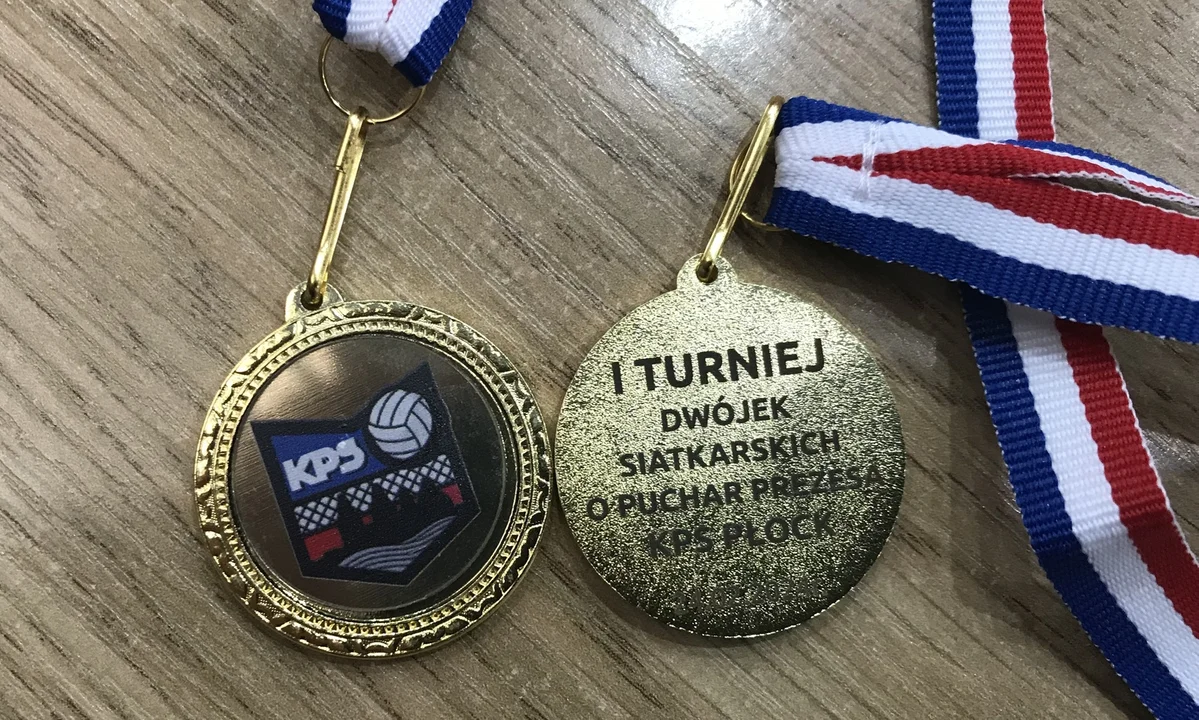 KPS
I TURNIEJ
DWÓJEK
SIATKARSKICH
O PUCHAR PREZESA
KPS PŁOCK